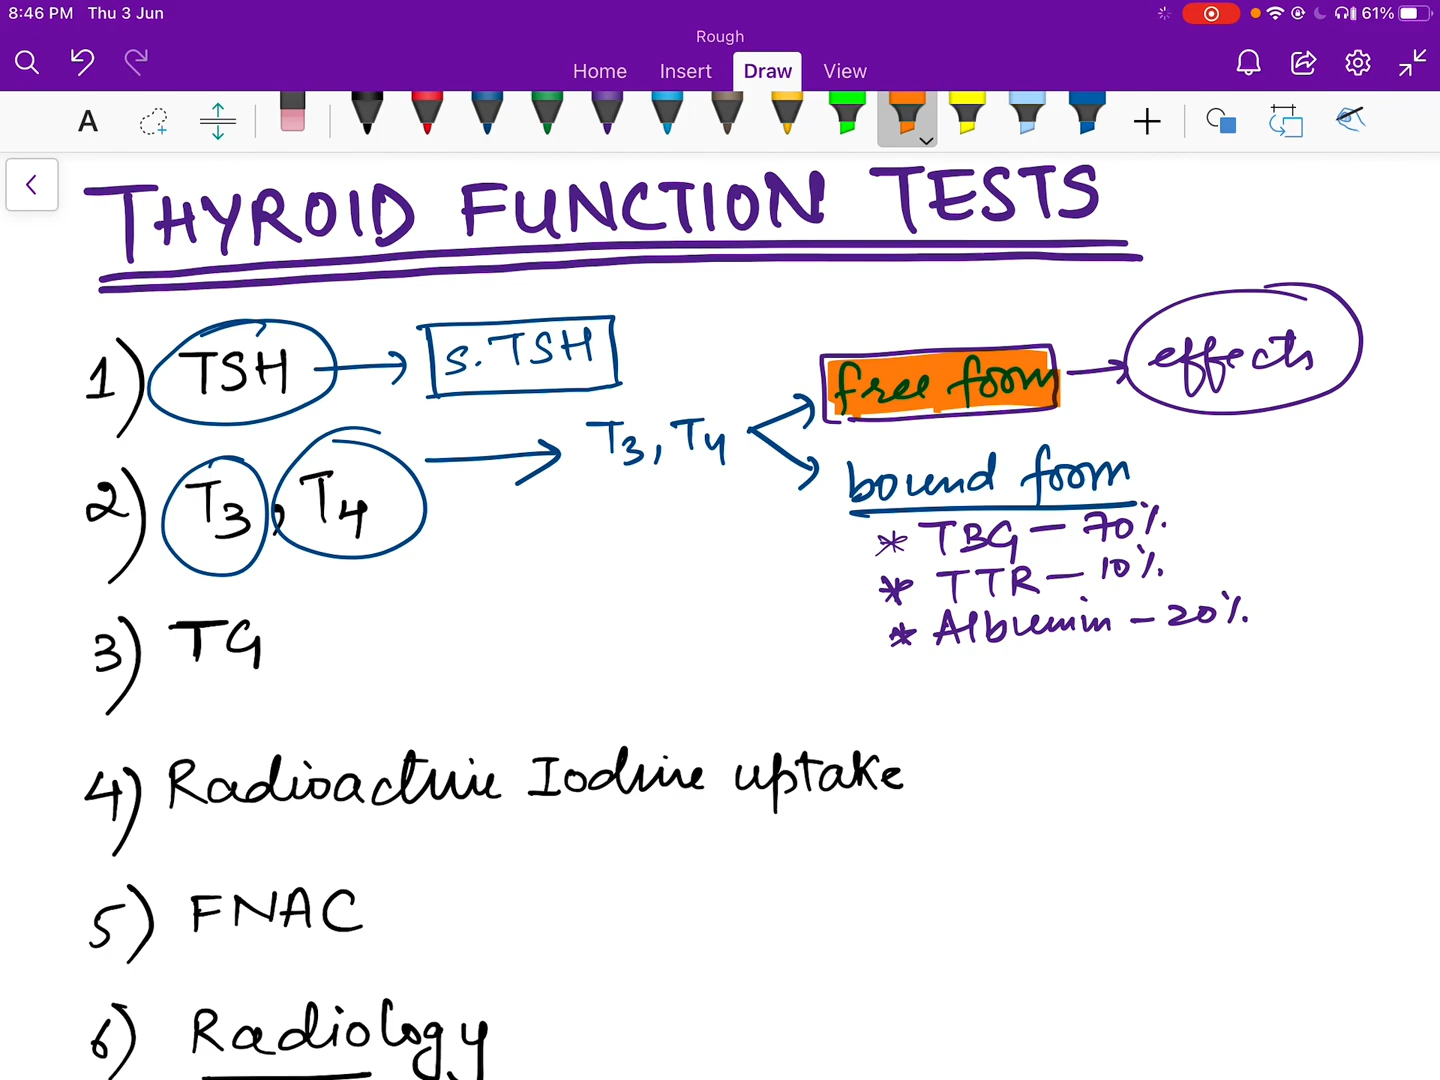 8:46 PM Thu 3 Jun 61%
Rough
Home Insert Draw View
A
THYROID FUNCTION TESTS
1) TSH → s.TSH
free form → effects
2) T3, T4 → T3, T4
bound form
* TBG — 70%
* TTR — 10%
* Albumin — 20%
3) TG
4) Radioactive Iodine uptake
5) FNAC
6) Radiology